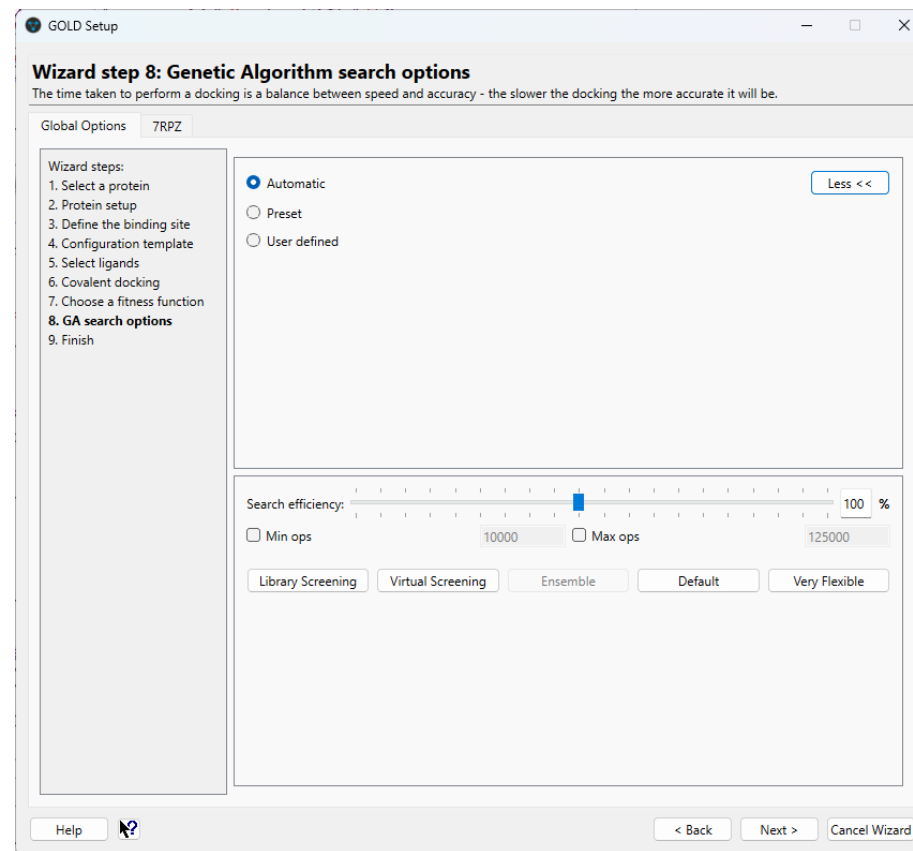 GOLD Setup
Wizard step 8: Genetic Algorithm search options
The time taken to perform a docking is a balance between speed and accuracy - the slower the docking the more accurate it will be.
Global Options 7RPZ
Wizard steps:
1. Select a protein
2. Protein setup
3. Define the binding site
4. Configuration template
5. Select ligands
6. Covalent docking
7. Choose a fitness function
8. GA search options
9. Finish
Automatic Less <<
Preset
User defined
Search efficiency: 100 %
Min ops 10000 Max ops 125000
Library Screening Virtual Screening Ensemble Default Very Flexible
Help ? < Back Next > Cancel Wizard